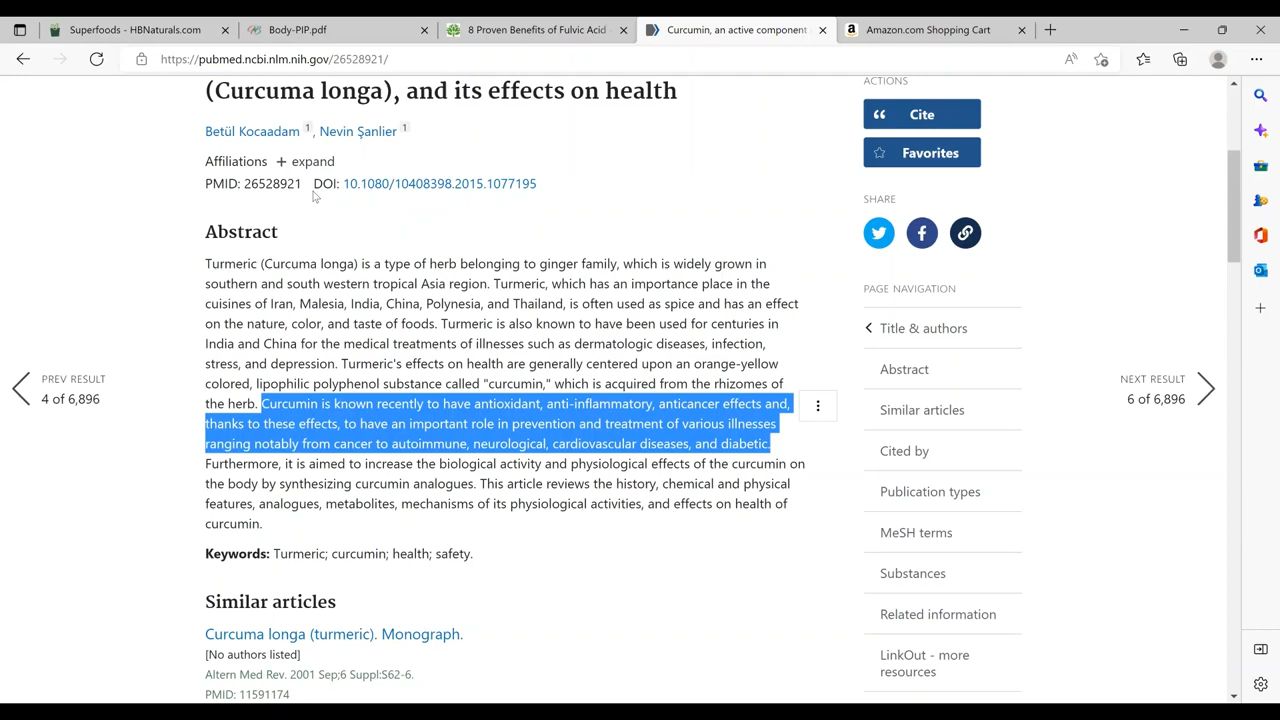 Superfoods - HBNaturals.com
Body-PIP.pdf
8 Proven Benefits of Fulvic Acid
Curcumin, an active component
Amazon.com Shopping Cart
https://pubmed.ncbi.nlm.nih.gov/26528921/
(Curcuma longa), and its effects on health
Betül Kocaadam 1, Nevin Şanlier 1
Affiliations + expand
PMID: 26528921 DOI: 10.1080/10408398.2015.1077195
Abstract
Turmeric (Curcuma longa) is a type of herb belonging to ginger family, which is widely grown in
southern and south western tropical Asia region. Turmeric, which has an importance place in the
cuisines of Iran, Malesia, India, China, Polynesia, and Thailand, is often used as spice and has an effect
on the nature, color, and taste of foods. Turmeric is also known to have been used for centuries in
India and China for the medical treatments of illnesses such as dermatologic diseases, infection,
stress, and depression. Turmeric's effects on health are generally centered upon an orange-yellow
colored, lipophilic polyphenol substance called "curcumin," which is acquired from the rhizomes of
the herb. Curcumin is known recently to have antioxidant, anti-inflammatory, anticancer effects and,
thanks to these effects, to have an important role in prevention and treatment of various illnesses
ranging notably from cancer to autoimmune, neurological, cardiovascular diseases, and diabetic.
Furthermore, it is aimed to increase the biological activity and physiological effects of the curcumin on
the body by synthesizing curcumin analogues. This article reviews the history, chemical and physical
features, analogues, metabolites, mechanisms of its physiological activities, and effects on health of
curcumin.
Keywords: Turmeric; curcumin; health; safety.
Similar articles
Curcuma longa (turmeric). Monograph.
[No authors listed]
Altern Med Rev. 2001 Sep;6 Suppl:S62-6.
PMID: 11591174
PREV RESULT
4 of 6,896
NEXT RESULT
6 of 6,896
ACTIONS
Cite
Favorites
SHARE
PAGE NAVIGATION
Title & authors
Abstract
Similar articles
Cited by
Publication types
MeSH terms
Substances
Related information
LinkOut - more
resources